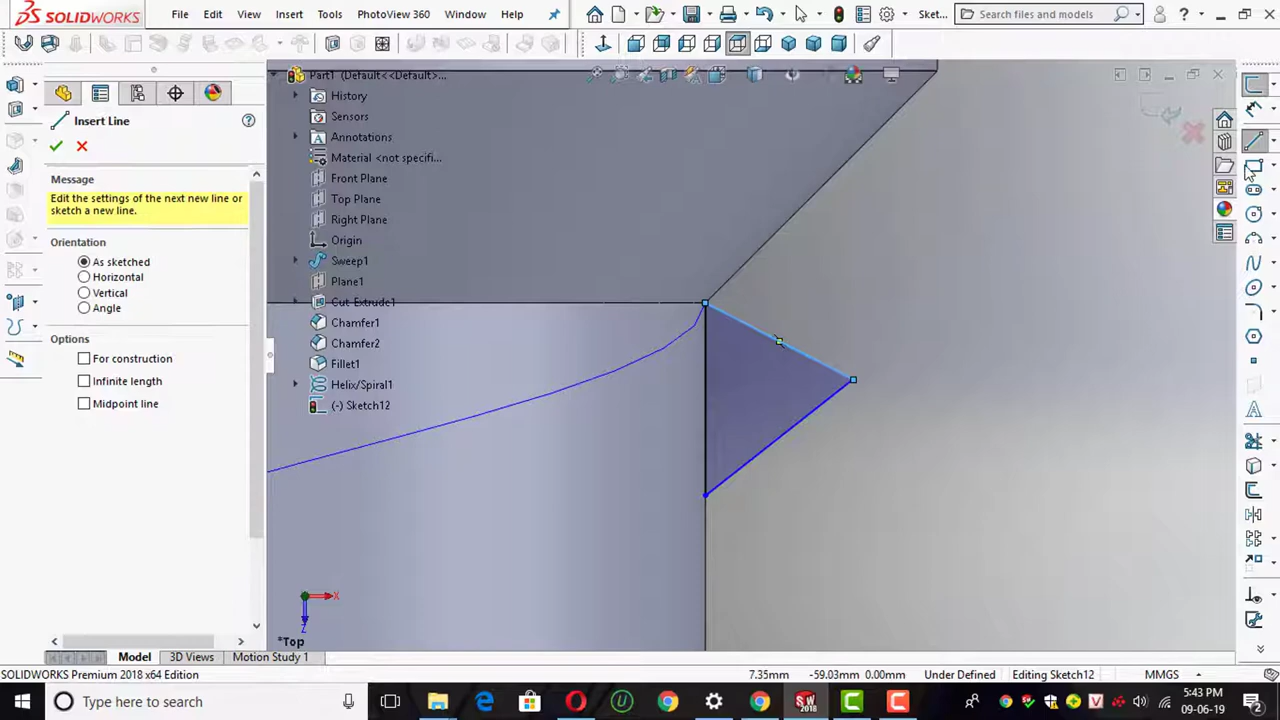 SOLIDWORKS
File
Edit
View
Insert
Tools
PhotoView 360
Window
Help
Sket...
Search files and models
Part1 (Default<<Default>...
Insert Line
History
Sensors
Annotations
Material <not specifi...
Front Plane
Top Plane
Right Plane
Origin
Sweep1
Plane1
Cut-Extrude1
Chamfer1
Chamfer2
Fillet1
Helix/Spiral1
(-) Sketch12
Message
Edit the settings of the next new line or
sketch a new line.
Orientation
As sketched
Horizontal
Vertical
Angle
Options
For construction
Infinite length
Midpoint line
X
Z
*Top
Model
3D Views
Motion Study 1
SOLIDWORKS Premium 2018 x64 Edition
7.35mm
-59.03mm 0.00mm
Under Defined
Editing Sketch12
MMGS
Type here to search
SW
2018
5:43 PM
09-06-19